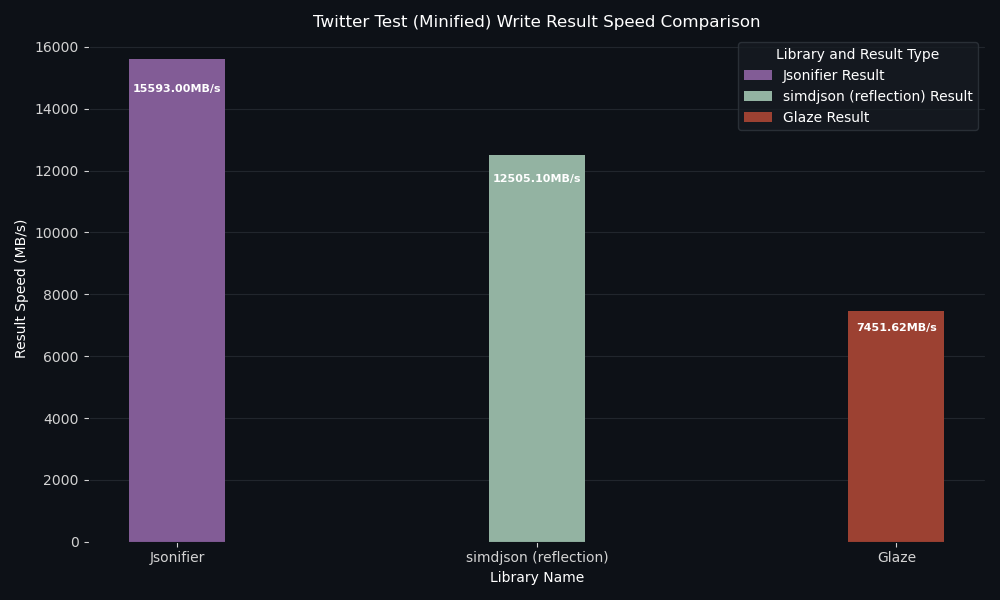 Twitter Test (Minified) Write Result Speed Comparison
Library and Result Type
Jsonifier Result
simdjson (reflection) Result
Glaze Result
Result Speed (MB/s)
16000
14000
12000
10000
8000
6000
4000
2000
0
15593.00MB/s
12505.10MB/s
7451.62MB/s
Jsonifier
simdjson (reflection)
Glaze
Library Name